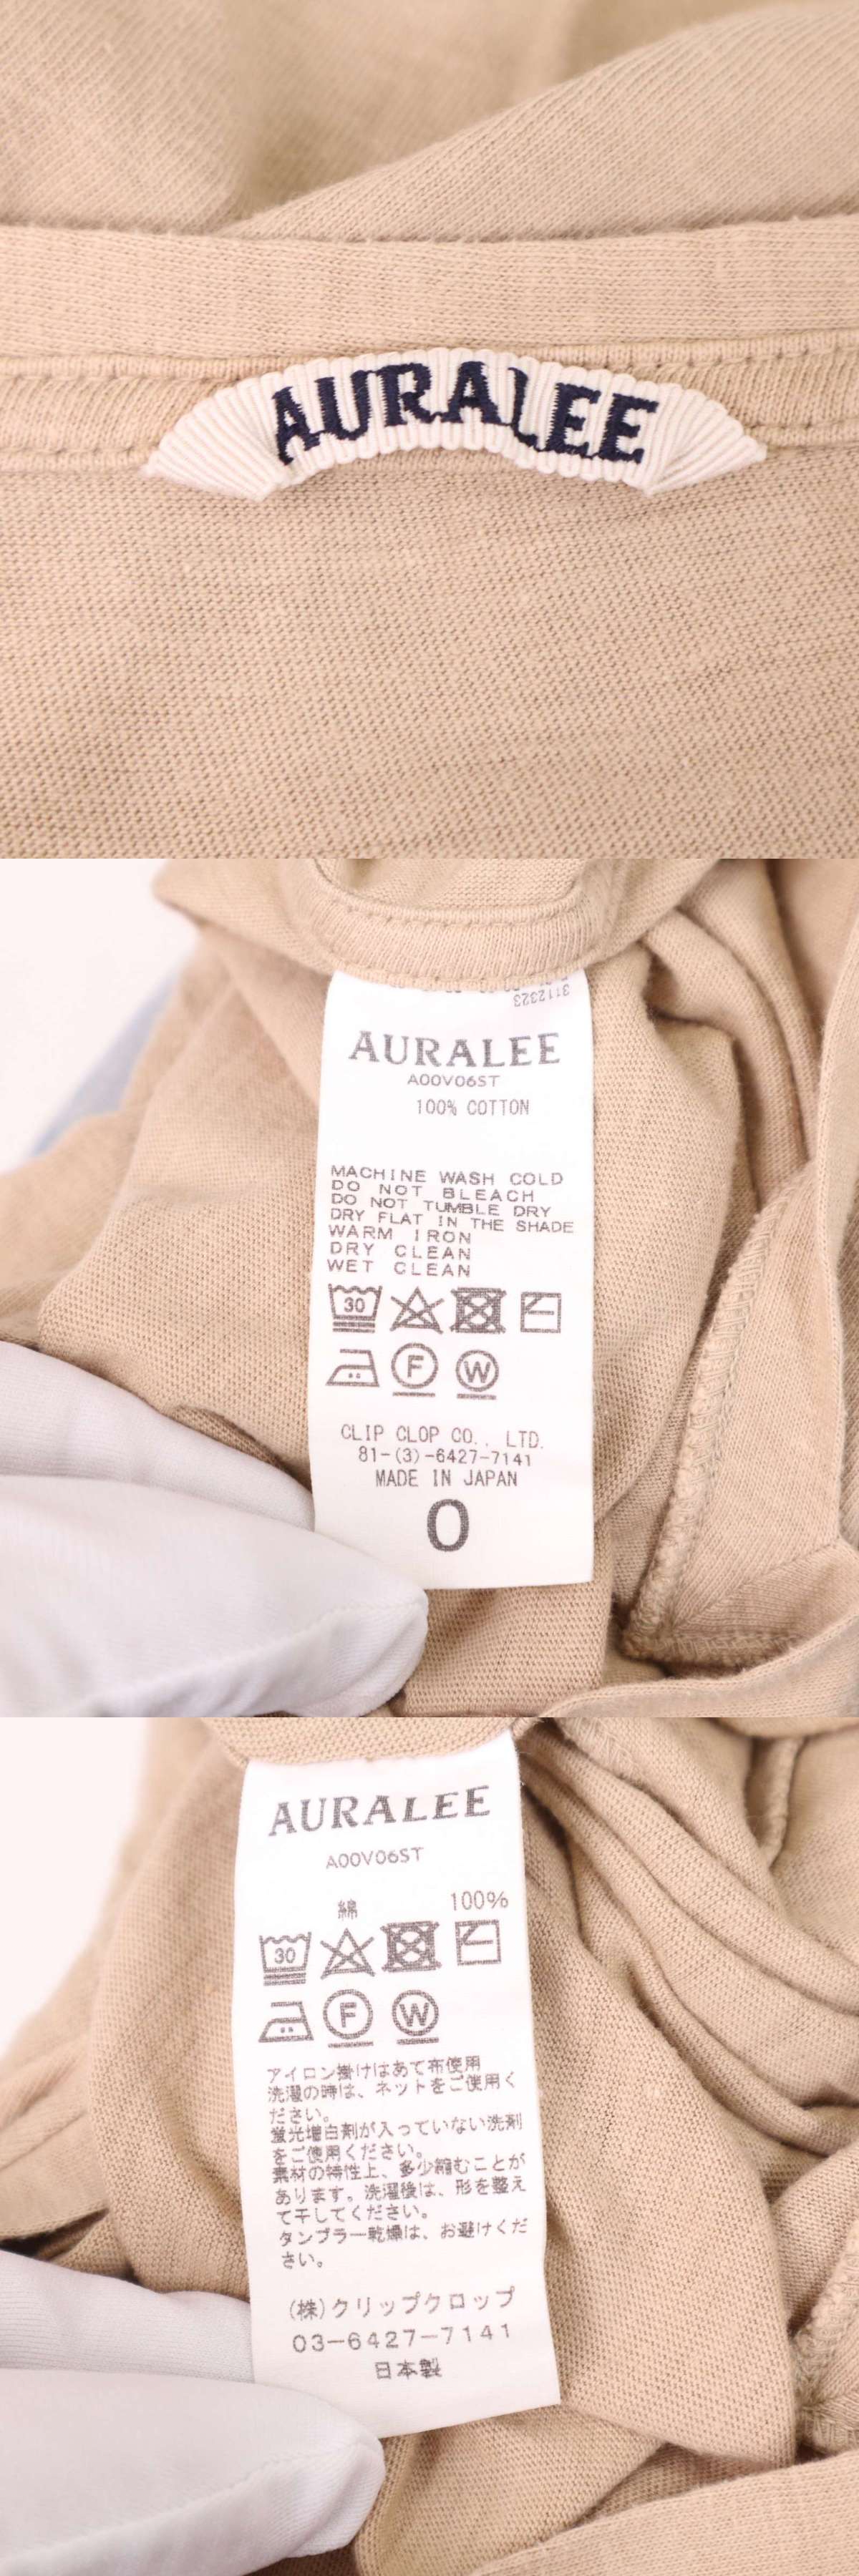 AURALEE
3112323
AURALEE
A00V06ST
100% COTTON
MACHINE WASH COLD
DO NOT BLEACH
DO NOT TUMBLE DRY
DRY FLAT IN THE SHADE
WARM IRON
DRY CLEAN
WET CLEAN
30
F W
CLIP CLOP CO., LTD.
81-(3)-6427-7141
MADE IN JAPAN
0
AURALEE
A00V06ST
綿 100%
30
F W
アイロン掛けはあて布使用
洗濯の時は、ネットをご使用く
ださい。
蛍光増白剤が入っていない洗剤
をご使用ください。
素材の特性上、多少縮むことが
あります。洗濯後は、形を整え
て干してください。
タンブラー乾燥は、お避けくだ
さい。
(株)クリップクロップ
03-6427-7141
日本製